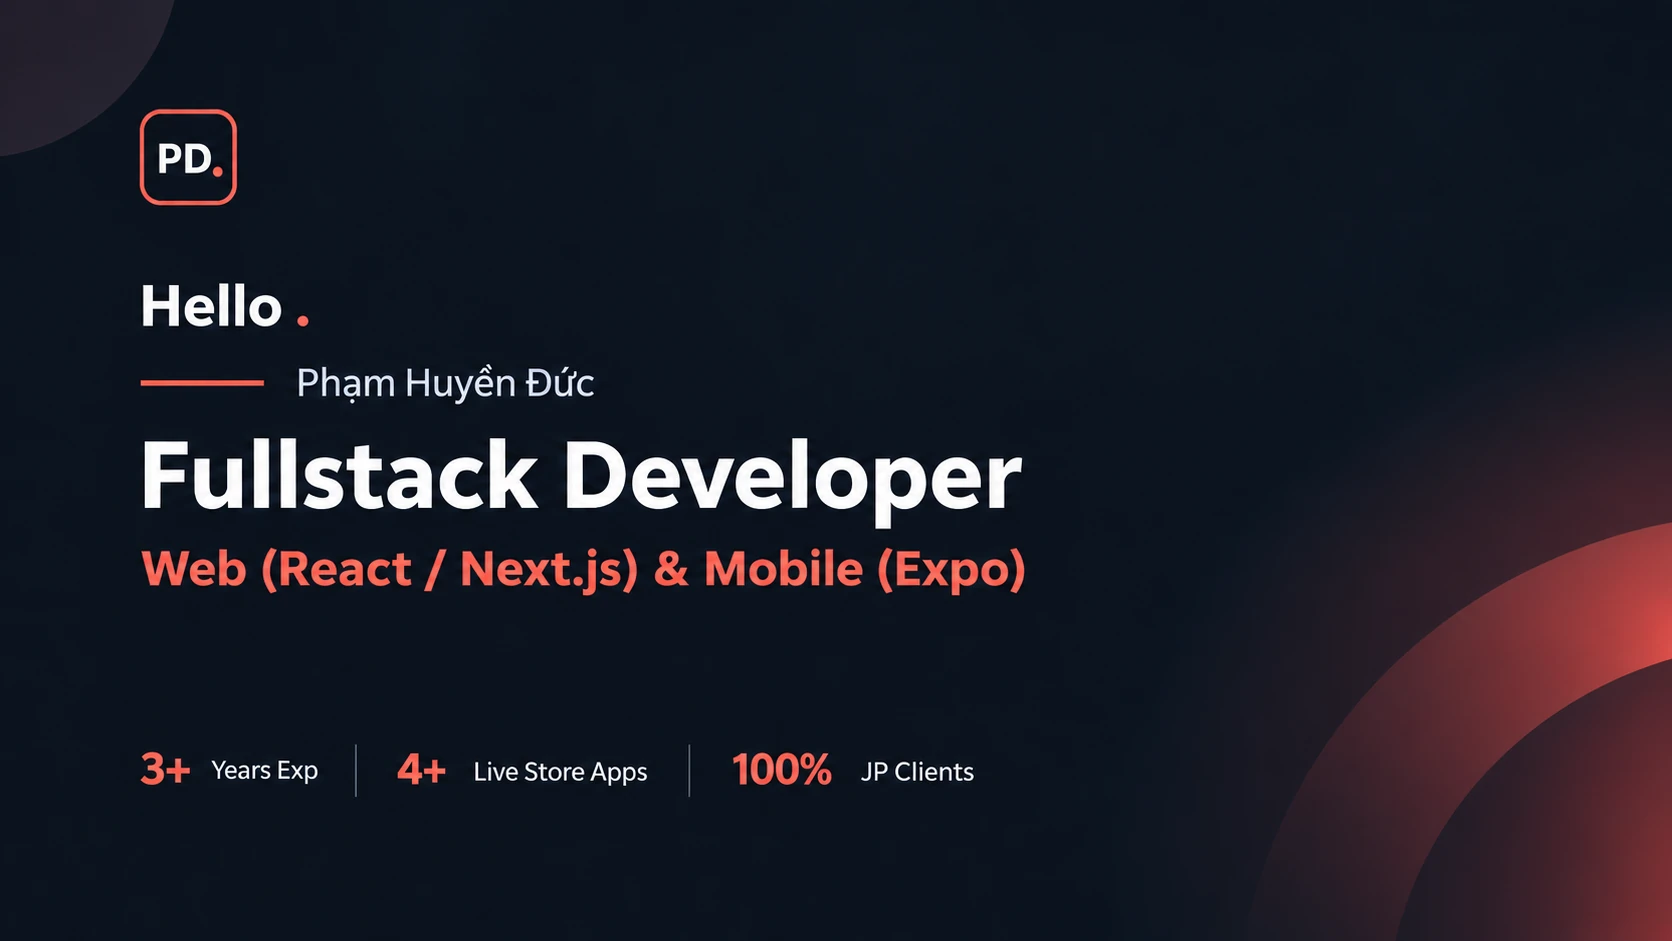 PD.
Hello .
Phạm Huyền Đức
Fullstack Developer
Web (React / Next.js) & Mobile (Expo)
3+ Years Exp
4+ Live Store Apps
100% JP Clients